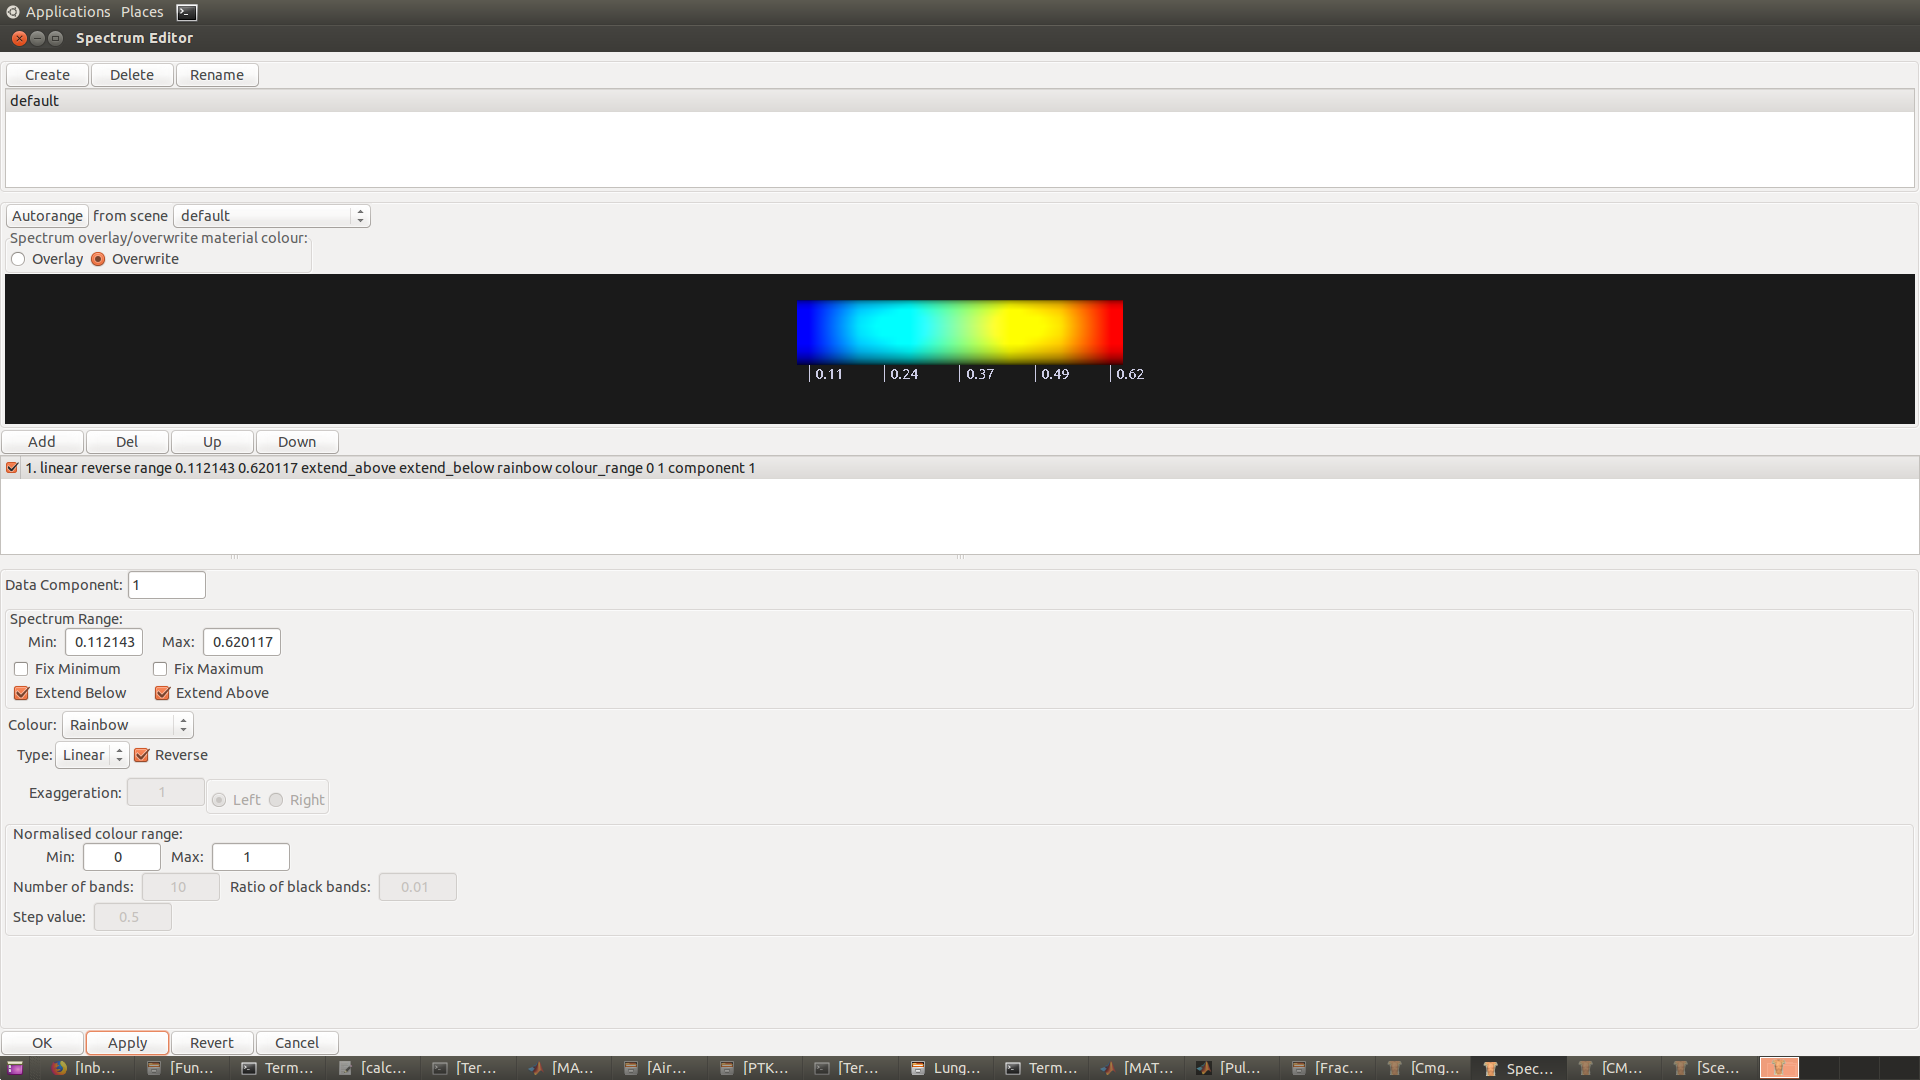 Applications Places
Spectrum Editor
Create Delete Rename
default
Autorange from scene default
Spectrum overlay/overwrite material colour:
Overlay Overwrite
0.11 0.24 0.37 0.49 0.62
Add Del Up Down
1. linear reverse range 0.112143 0.620117 extend_above extend_below rainbow colour_range 0 1 component 1
Data Component: 1
Spectrum Range:
Min: 0.112143 Max: 0.620117
Fix Minimum Fix Maximum
Extend Below Extend Above
Colour: Rainbow
Type: Linear Reverse
Exaggeration: 1 Left Right
Normalised colour range:
Min: 0 Max: 1
Number of bands: 10 Ratio of black bands: 0.01
Step value: 0.5
OK Apply Revert Cancel
[Inb... [Fun... Term... [calc... [Ter... [MA... [Air... [PTK... [Ter... Lung... Term... [MAT... [Pul... [Frac... [Cmg... Spec... [CM... [Sce...